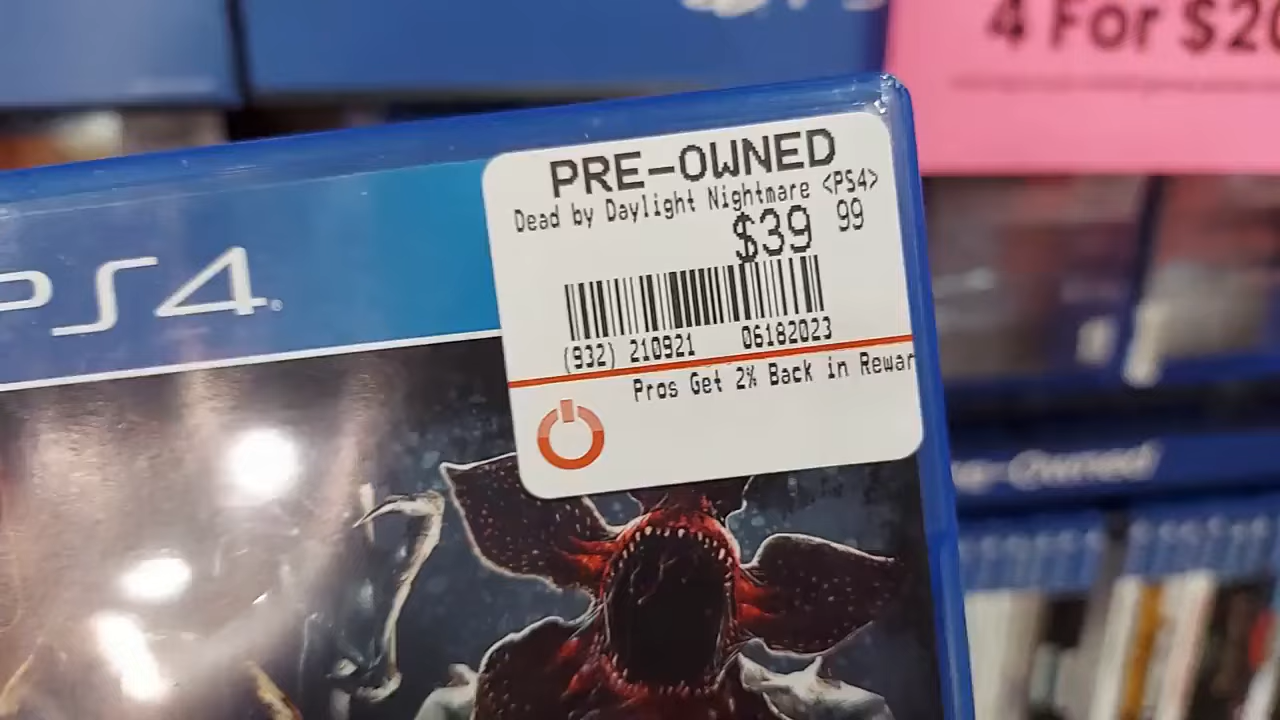 4 For $20
PRE-OWNED
Dead by Daylight Nightmare <PS4>
$39 99
PS4
(932) 210921 06182023
Pros Get 2% Back in Rewar
Pre-Owned